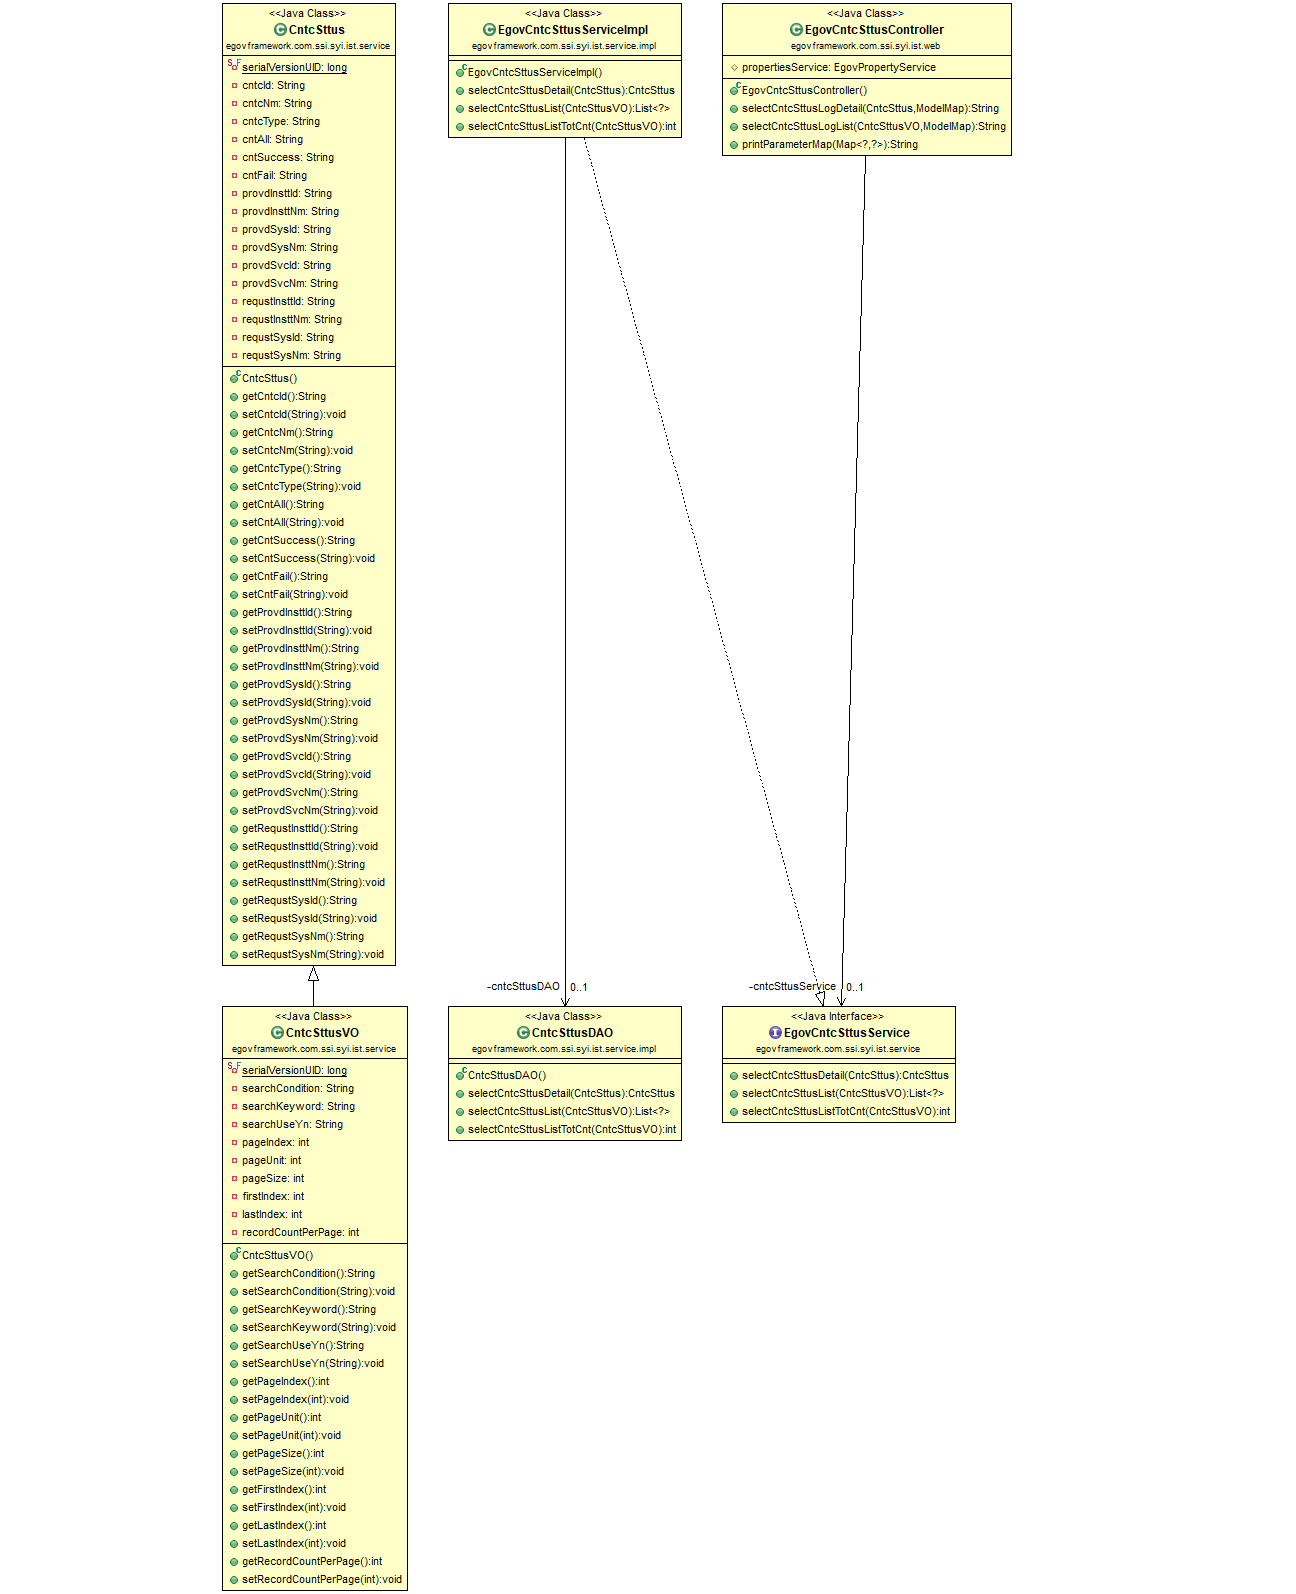 <<Java Class>>
CntcSttus
egovframework.com.ssi.syi.ist.service
serialVersionUID: long
cntcId: String
cntcNm: String
cntcType: String
cntAll: String
cntSuccess: String
cntFail: String
provdInsttId: String
provdInsttNm: String
provdSysId: String
provdSysNm: String
provdSvcId: String
provdSvcNm: String
requstInsttId: String
requstInsttNm: String
requstSysId: String
requstSysNm: String
CntcSttus()
getCntcId():String
setCntcId(String):void
getCntcNm():String
setCntcNm(String):void
getCntcType():String
setCntcType(String):void
getCntAll():String
setCntAll(String):void
getCntSuccess():String
setCntSuccess(String):void
getCntFail():String
setCntFail(String):void
getProvdInsttId():String
setProvdInsttId(String):void
getProvdInsttNm():String
setProvdInsttNm(String):void
getProvdSysId():String
setProvdSysId(String):void
getProvdSysNm():String
setProvdSysNm(String):void
getProvdSvcId():String
setProvdSvcId(String):void
getProvdSvcNm():String
setProvdSvcNm(String):void
getRequstInsttId():String
setRequstInsttId(String):void
getRequstInsttNm():String
setRequstInsttNm(String):void
getRequstSysId():String
setRequstSysId(String):void
getRequstSysNm():String
setRequstSysNm(String):void
<<Java Class>>
EgovCntcSttusServiceImpl
egovframework.com.ssi.syi.ist.service.impl
EgovCntcSttusServiceImpl()
selectCntcSttusDetail(CntcSttus):CntcSttus
selectCntcSttusList(CntcSttusVO):List<?>
selectCntcSttusListTotCnt(CntcSttusVO):int
<<Java Class>>
EgovCntcSttusController
egovframework.com.ssi.syi.ist.web
propertiesService: EgovPropertyService
EgovCntcSttusController()
selectCntcSttusLogDetail(CntcSttus,ModelMap):String
selectCntcSttusLogList(CntcSttusVO,ModelMap):String
printParameterMap(Map<?,?>):String
-cntcSttusDAO 0..1
-cntcSttusService 0..1
<<Java Class>>
CntcSttusVO
egovframework.com.ssi.syi.ist.service
serialVersionUID: long
searchCondition: String
searchKeyword: String
searchUseYn: String
pageIndex: int
pageUnit: int
pageSize: int
firstIndex: int
lastIndex: int
recordCountPerPage: int
CntcSttusVO()
getSearchCondition():String
setSearchCondition(String):void
getSearchKeyword():String
setSearchKeyword(String):void
getSearchUseYn():String
setSearchUseYn(String):void
getPageIndex():int
setPageIndex(int):void
getPageUnit():int
setPageUnit(int):void
getPageSize():int
setPageSize(int):void
getFirstIndex():int
setFirstIndex(int):void
getLastIndex():int
setLastIndex(int):void
getRecordCountPerPage():int
setRecordCountPerPage(int):void
<<Java Class>>
CntcSttusDAO
egovframework.com.ssi.syi.ist.service.impl
CntcSttusDAO()
selectCntcSttusDetail(CntcSttus):CntcSttus
selectCntcSttusList(CntcSttusVO):List<?>
selectCntcSttusListTotCnt(CntcSttusVO):int
<<Java Interface>>
EgovCntcSttusService
egovframework.com.ssi.syi.ist.service
selectCntcSttusDetail(CntcSttus):CntcSttus
selectCntcSttusList(CntcSttusVO):List<?>
selectCntcSttusListTotCnt(CntcSttusVO):int